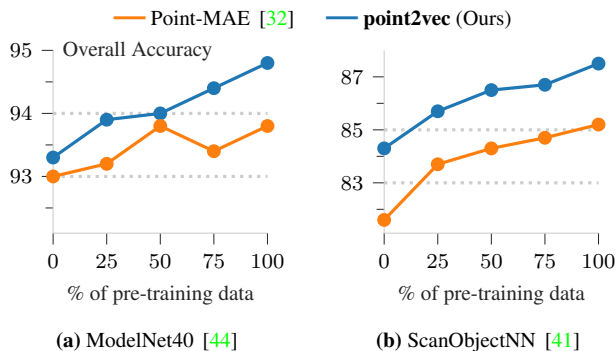 Point-MAE [32] point2vec (Ours)
Overall Accuracy
95
94
93
0 25 50 75 100
% of pre-training data
(a) ModelNet40 [44]
87
85
83
0 25 50 75 100
% of pre-training data
(b) ScanObjectNN [41]